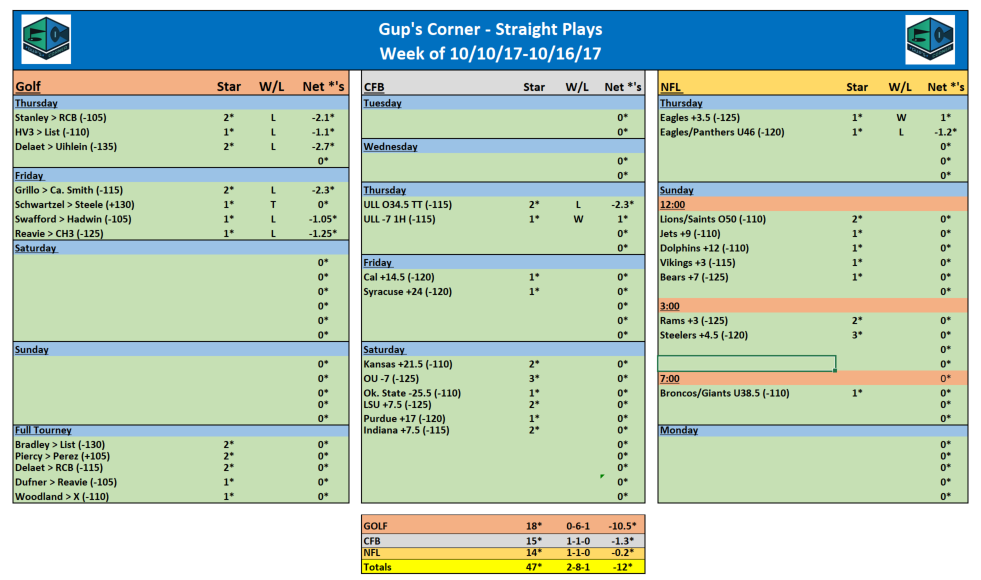 Gup's Corner - Straight Plays
Week of 10/10/17-10/16/17
Golf Star W/L Net *'s
Thursday
Stanley > RCB (-105) 2* L -2.1*
HV3 > List (-110) 1* L -1.1*
Delaet > Uihlein (-135) 2* L -2.7*
0*
Friday
Grillo > Ca. Smith (-115) 2* L -2.3*
Schwartzel > Steele (+130) 1* T 0*
Swafford > Hadwin (-105) 1* L -1.05*
Reavie > CH3 (-125) 1* L -1.25*
Saturday
0*
0*
0*
0*
0*
0*
Sunday
0*
0*
0*
0*
0*
Full Tourney
Bradley > List (-130) 2* 0*
Piercy > Perez (+105) 2* 0*
Delaet > RCB (-115) 2* 0*
Dufner > Reavie (-105) 1* 0*
Woodland > X (-110) 1* 0*
CFB Star W/L Net *'s
Tuesday
0*
0*
Wednesday
0*
0*
Thursday
ULL O34.5 TT (-115) 2* L -2.3*
ULL -7 1H (-115) 1* W 1*
0*
0*
Friday
Cal +14.5 (-120) 1* 0*
Syracuse +24 (-120) 1* 0*
0*
0*
0*
Saturday
Kansas +21.5 (-110) 2* 0*
OU -7 (-125) 3* 0*
Ok. State -25.5 (-110) 1* 0*
LSU +7.5 (-125) 2* 0*
Purdue +17 (-120) 1* 0*
Indiana +7.5 (-115) 2* 0*
0*
0*
0*
0*
0*
NFL Star W/L Net *'s
Thursday
Eagles +3.5 (-125) 1* W 1*
Eagles/Panthers U46 (-120) 1* L -1.2*
0*
0*
0*
Sunday
12:00
Lions/Saints O50 (-110) 2* 0*
Jets +9 (-110) 1* 0*
Dolphins +12 (-110) 1* 0*
Vikings +3 (-115) 1* 0*
Bears +7 (-125) 1* 0*
0*
3:00
Rams +3 (-125) 2* 0*
Steelers +4.5 (-120) 3* 0*
0*
0*
7:00 0*
Broncos/Giants U38.5 (-110) 1* 0*
0*
0*
Monday
0*
0*
0*
0*
0*
GOLF 18* 0-6-1 -10.5*
CFB 15* 1-1-0 -1.3*
NFL 14* 1-1-0 -0.2*
Totals 47* 2-8-1 -12*